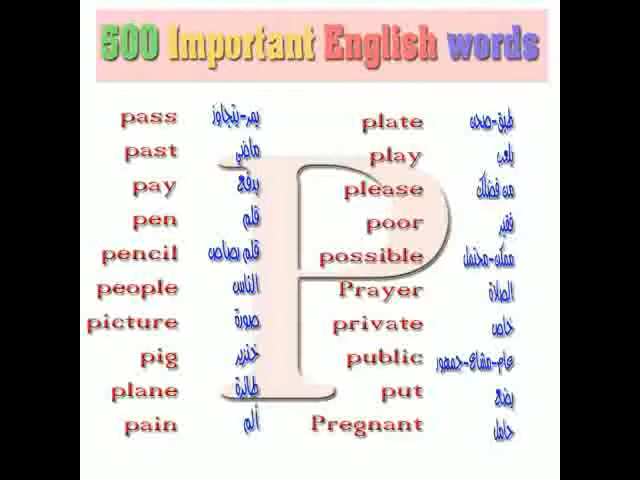 500 Important English words
pass يمر-يتجاوز
past ماضي
pay يدفع
pen قلم
pencil قلم رصاص
people الناس
picture صورة
pig خنزير
plane طائرة
pain ألم
plate طبق-صحن
play يلعب
please من فضلك
poor فقير
possible ممكن-محتمل
Prayer الصلاة
private خاص
public عام-مشاع-جمهور
put يضع
Pregnant حامل
P